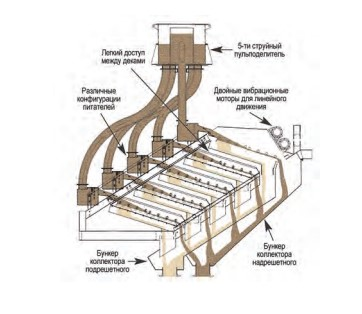 Легкий доступ
между деками
5-ти струйный
пульподелитель
Различные
конфигурации
питателей
Двойные вибрационные
моторы для линейного
движения
Бункер
коллектора
подрешетного
Бункер
коллектора
надрешетного